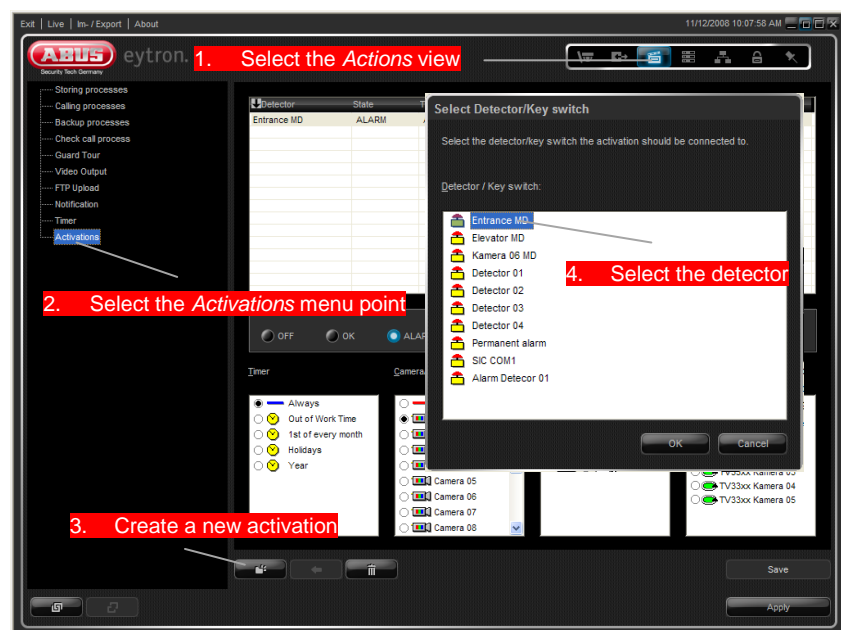 Exit | Live | Im- / Export | About
11/12/2008 10:07:58 AM
ABUS
Security Tech Germany
eytron.
1. Select the Actions view
Storing processes
Calling processes
Backup processes
Check call process
Guard Tour
Video Output
FTP Upload
Notification
Timer
Activations
2. Select the Activations menu point
Detector State
Entrance MD ALARM
Select Detector/Key switch
Select the detector/key switch the activation should be connected to.
Detector / Key switch:
Entrance MD
Elevator MD
Kamera 06 MD
Detector 01
Detector 02
Detector 03
Detector 04
Permanent alarm
SIC COM1
Alarm Detecor 01
4. Select the detector
OK Cancel
OFF OK
Timer
Always
Out of Work Time
1st of every month
Holidays
Year
Camera 05
Camera 06
Camera 07
Camera 08
TV33xx Kamera 03
TV33xx Kamera 04
TV33xx Kamera 05
3. Create a new activation
Save
Apply